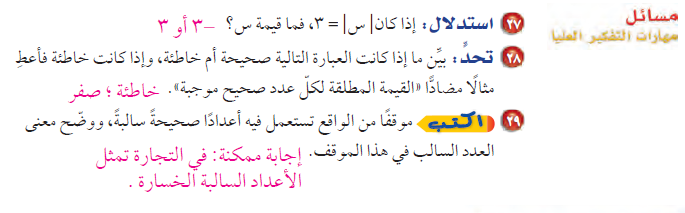 مسائل
مهارات التفكير العليا
٢٧ استدلال: إذا كان |س| = ٣، فما قيمة س؟ –٣ أو ٣
٢٨ تحدٍّ: بيّن ما إذا كانت العبارة التالية صحيحة أم خاطئة، وإذا كانت خاطئة فأعطِ
مثالًا مضادًّا «القيمة المطلقة لكلّ عدد صحيح موجبة». خاطئة ؛ صفر
٢٩ اكتب موقفًا من الواقع تستعمل فيه أعدادًا صحيحةً سالبةً، ووضّح معنى
العدد السالب في هذا الموقف. إجابة ممكنة: في التجارة تمثل
الأعداد السالبة الخسارة .